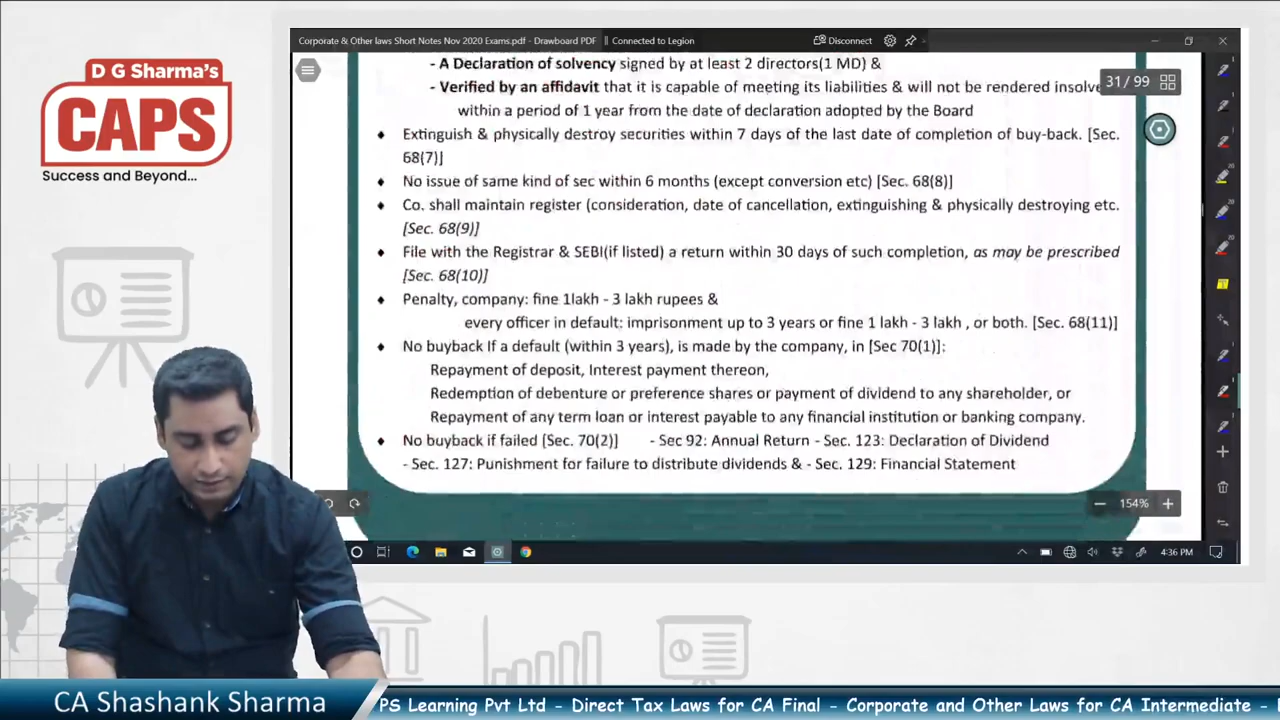 D G Sharma's
CAPS
Success and Beyond...
Corporate & Other laws Short Notes Nov 2020 Exams.pdf - Drawboard PDF
Connected to Legion
Disconnect
31 / 99
- A Declaration of solvency signed by at least 2 directors(1 MD) &
- Verified by an affidavit that it is capable of meeting its liabilities & will not be rendered insolve
within a period of 1 year from the date of declaration adopted by the Board
♦ Extinguish & physically destroy securities within 7 days of the last date of completion of buy-back. [Sec.
68(7)]
♦ No issue of same kind of sec within 6 months (except conversion etc) [Sec. 68(8)]
♦ Co. shall maintain register (consideration, date of cancellation, extinguishing & physically destroying etc.
[Sec. 68(9)]
♦ File with the Registrar & SEBI(if listed) a return within 30 days of such completion, as may be prescribed
[Sec. 68(10)]
♦ Penalty, company: fine 1lakh - 3 lakh rupees &
every officer in default: imprisonment up to 3 years or fine 1 lakh - 3 lakh , or both. [Sec. 68(11)]
♦ No buyback If a default (within 3 years), is made by the company, in [Sec 70(1)]:
Repayment of deposit, Interest payment thereon,
Redemption of debenture or preference shares or payment of dividend to any shareholder, or
Repayment of any term loan or interest payable to any financial institution or banking company.
♦ No buyback if failed [Sec. 70(2)] - Sec 92: Annual Return - Sec. 123: Declaration of Dividend
- Sec. 127: Punishment for failure to distribute dividends & - Sec. 129: Financial Statement
154%
4:36 PM
CA Shashank Sharma
PS Learning Pvt Ltd - Direct Tax Laws for CA Final - Corporate and Other Laws for CA Intermediate -